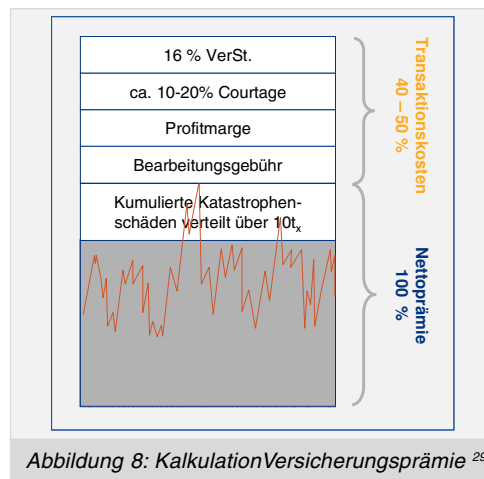 16 % VerSt.
ca. 10-20% Courtage
Profitmarge
Bearbeitungsgebühr
Kumulierte Katastrophen-
schäden verteilt über 10tx
Transaktionskosten
40 – 50 %
Nettoprämie
100 %
Abbildung 8: KalkulationVersicherungsprämie 29